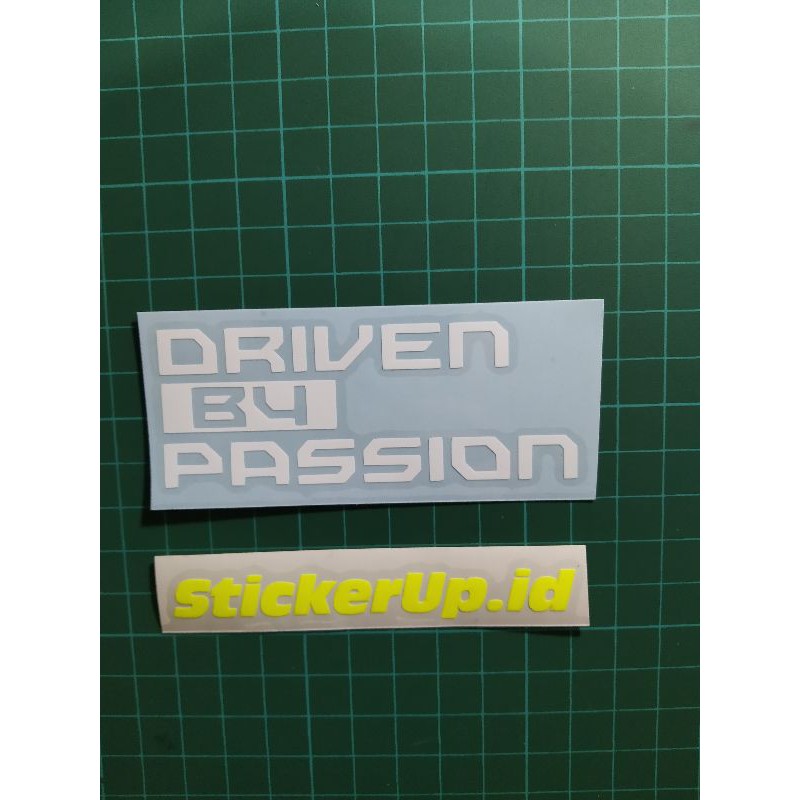 DRIVEN
BY
PASSION
stickerUp.id